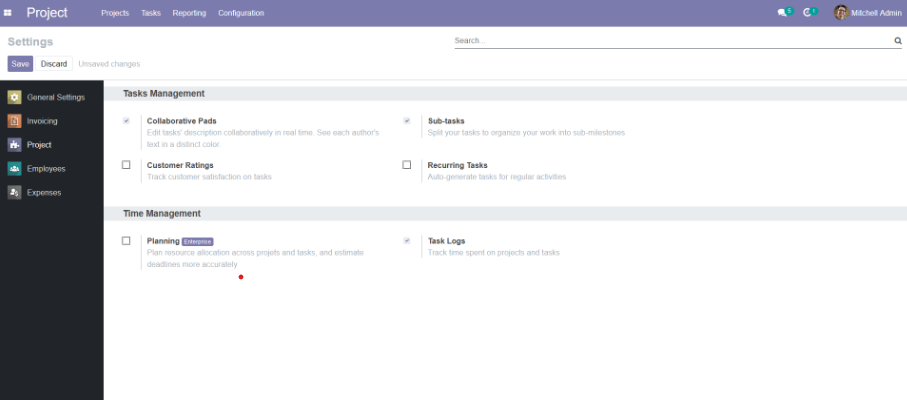 Project Projects Tasks Reporting Configuration 5 1 Mitchell Admin
Settings Search...
Save Discard Unsaved changes
General Settings
Invoicing
Project
Employees
Expenses
Tasks Management
Collaborative Pads
Edit tasks' description collaboratively in real time. See each author's
text in a distinct color.
Sub-tasks
Split your tasks to organize your work into sub-milestones
Customer Ratings
Track customer satisfaction on tasks
Recurring Tasks
Auto-generate tasks for regular activities
Time Management
Planning Enterprise
Plan resource allocation across projets and tasks, and estimate
deadlines more accurately
Task Logs
Track time spent on projects and tasks